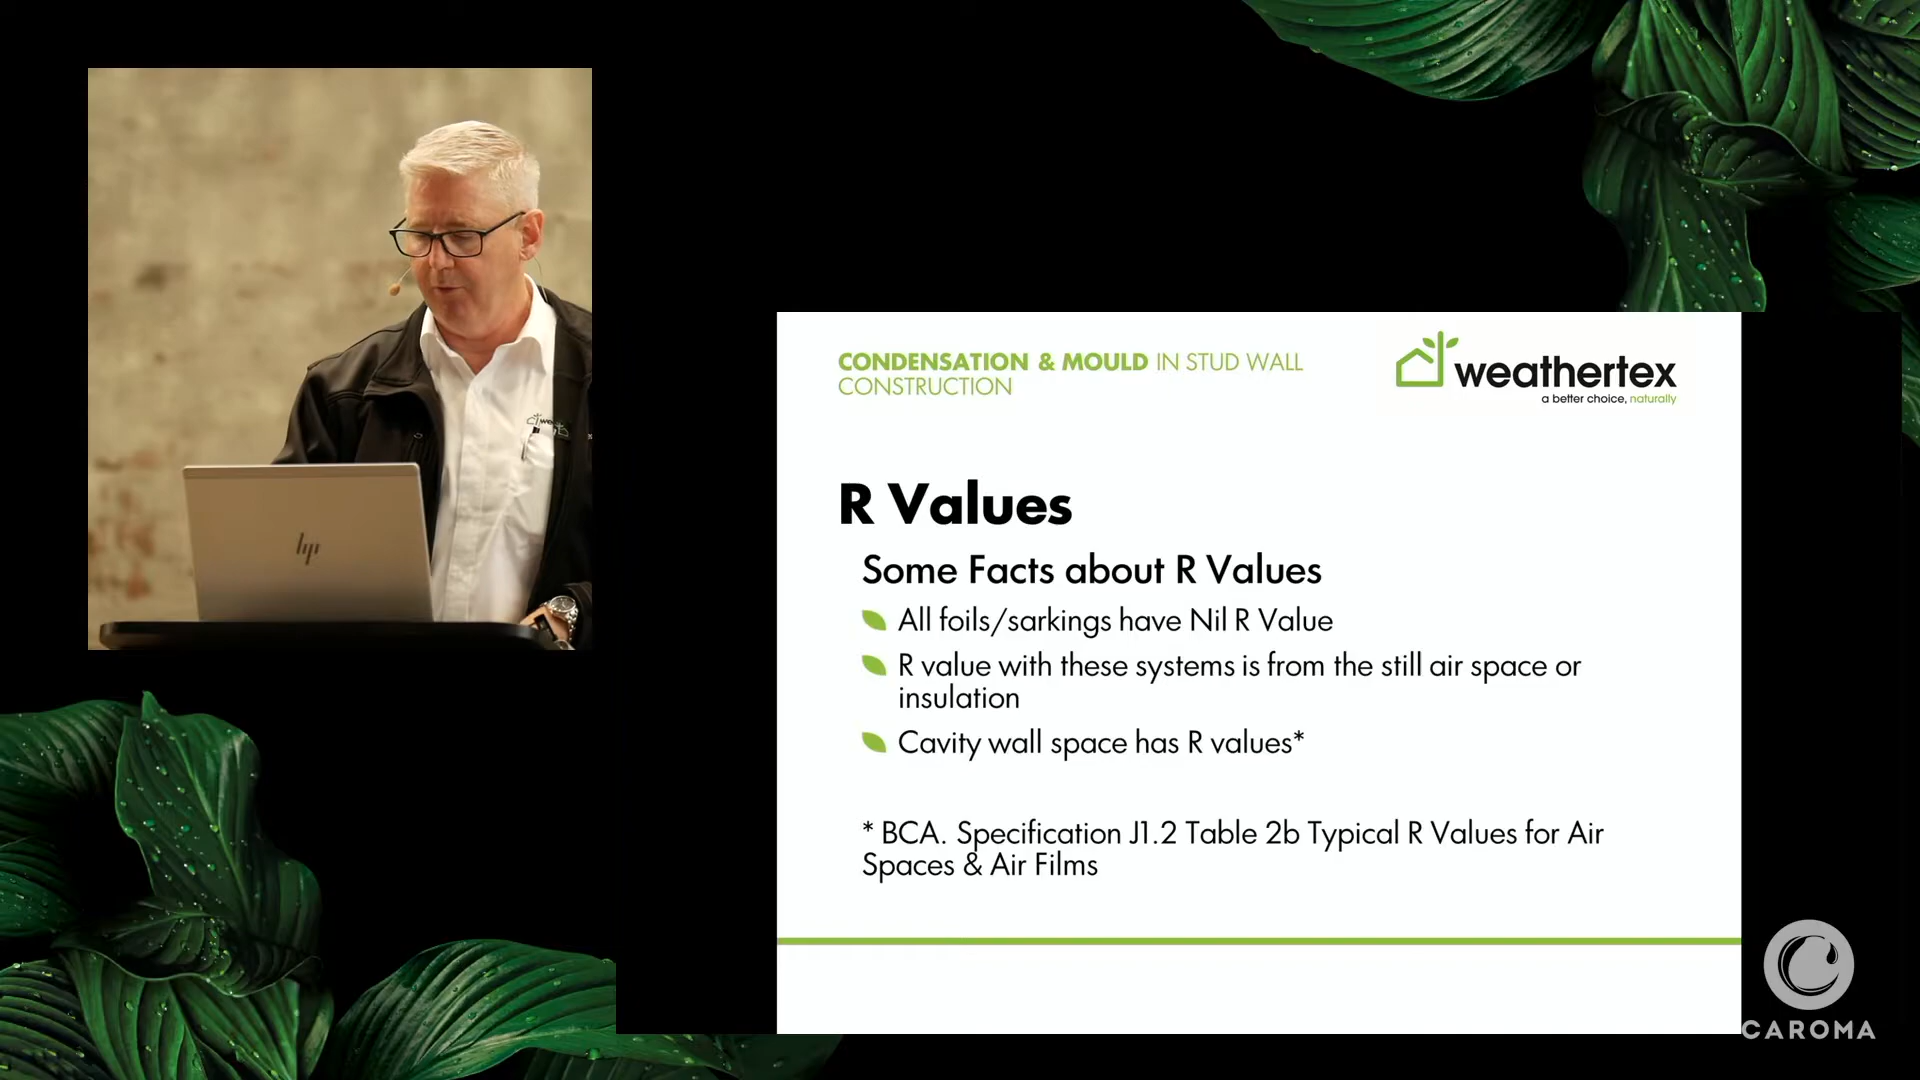 hp
CONDENSATION & MOULD IN STUD WALL
CONSTRUCTION
weathertex
a better choice, naturally
R Values
Some Facts about R Values
All foils/sarkings have Nil R Value
R value with these systems is from the still air space or
insulation
Cavity wall space has R values*
* BCA. Specification J1.2 Table 2b Typical R Values for Air
Spaces & Air Films
CAROMA